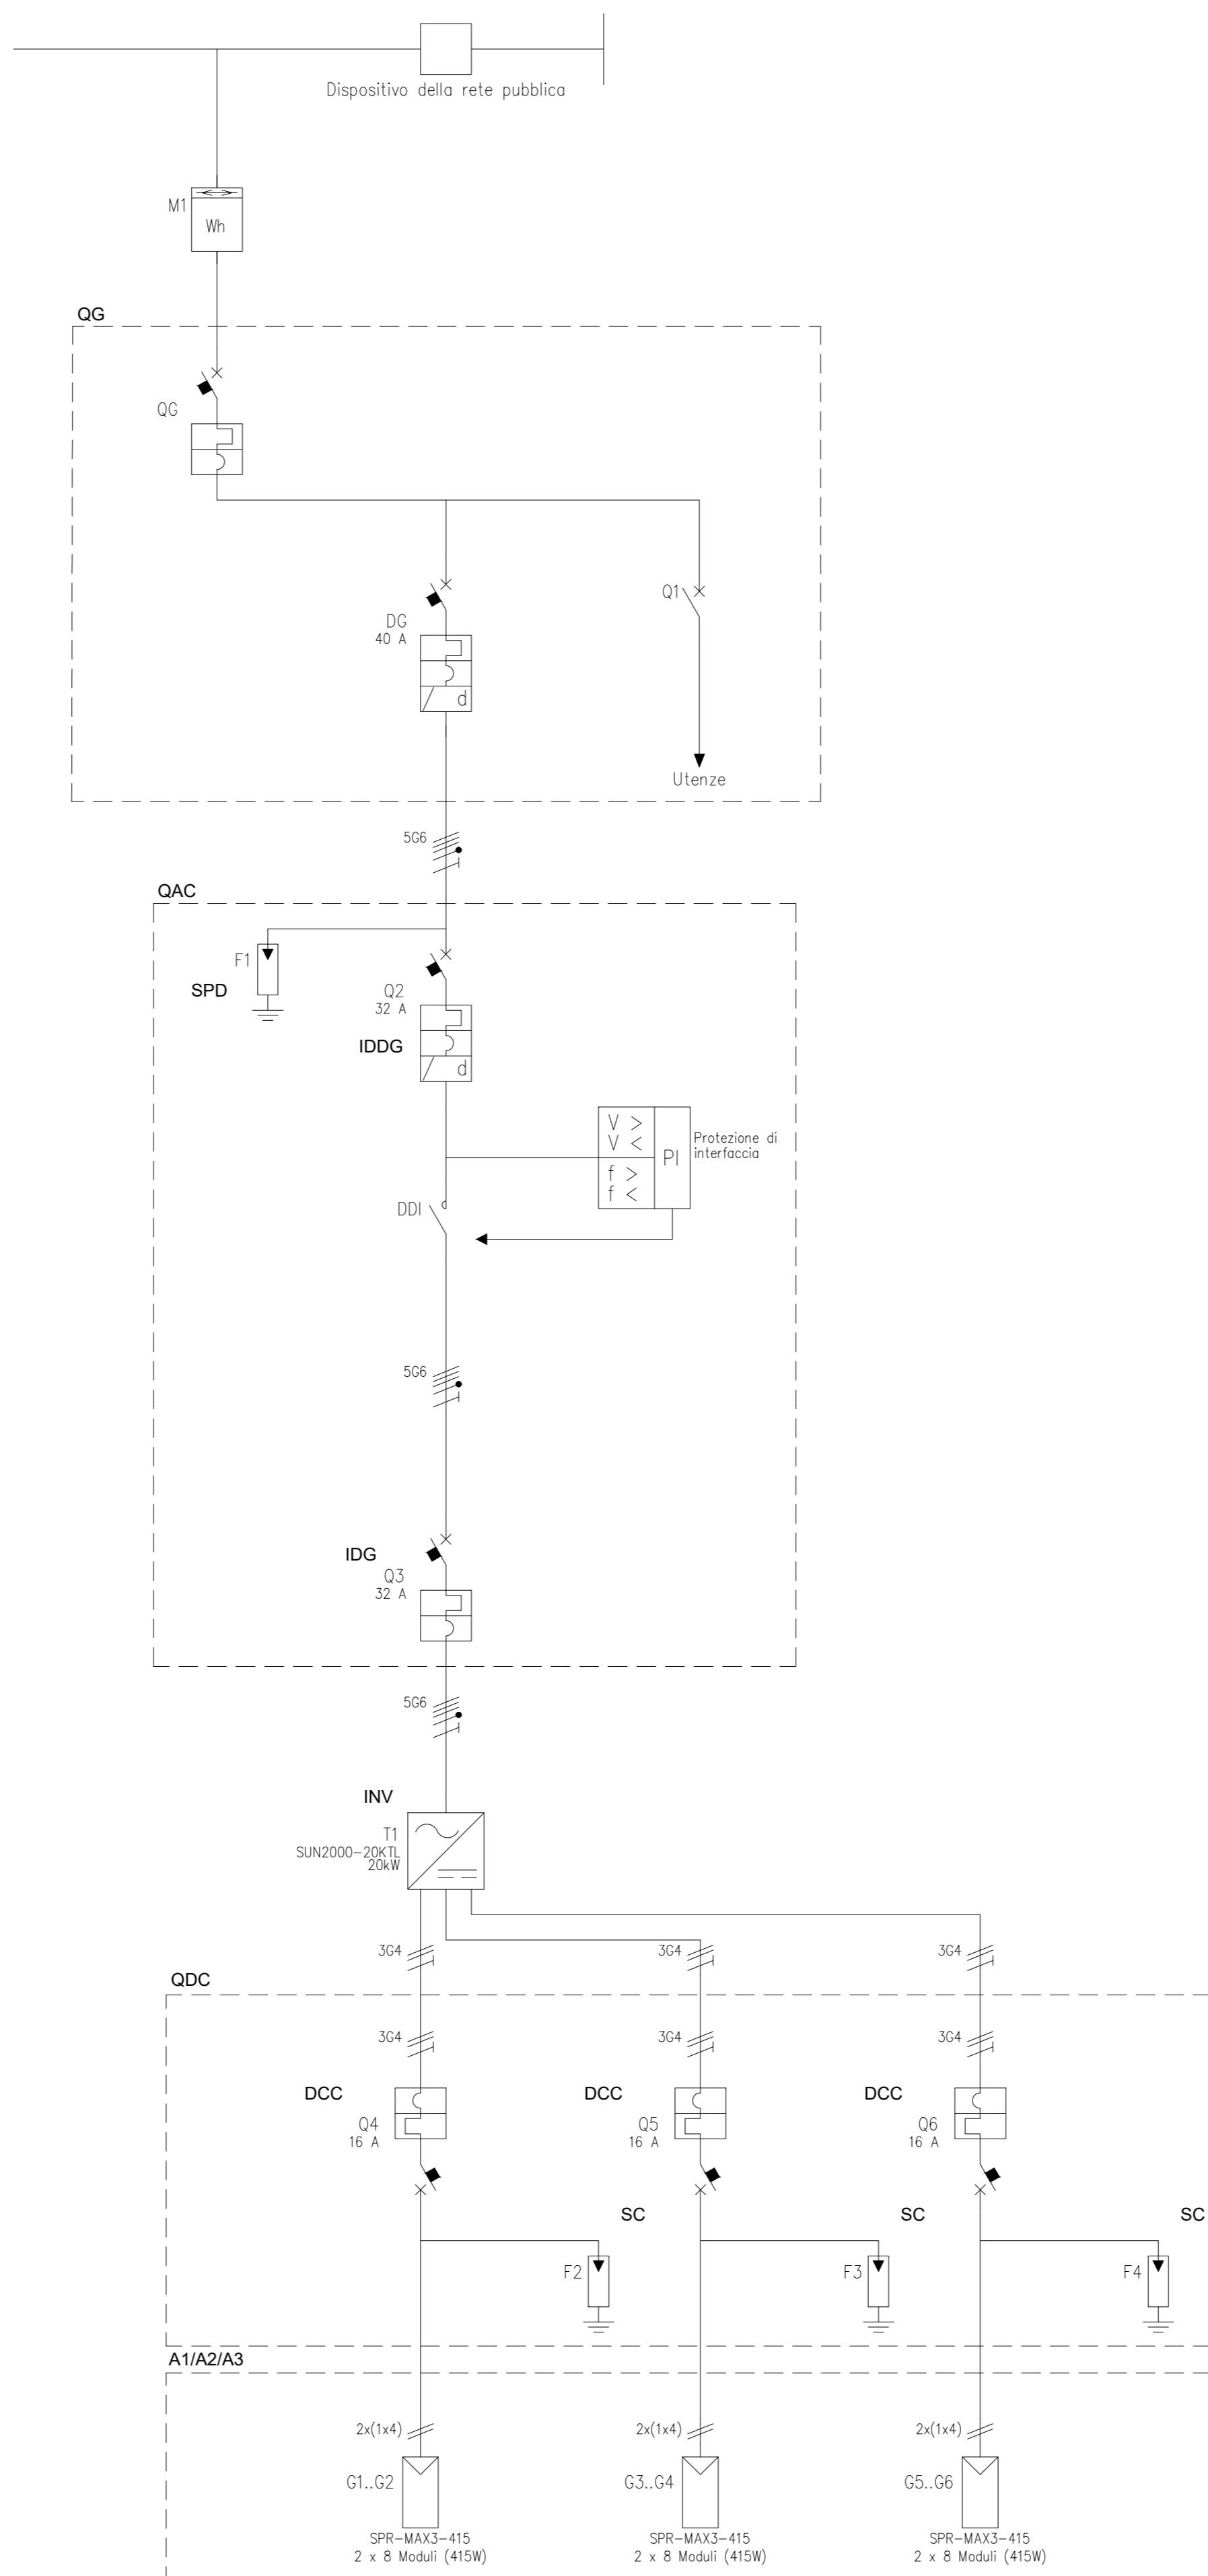 Dispositivo della rete pubblica
M1
Wh
QG
QG
DG
40 A
d
Q1
Utenze
5G6
QAC
F1
SPD
Q2
32 A
IDDG
d
V >
V <
f >
f <
PI
Protezione di
interfaccia
DDI
5G6
IDG
Q3
32 A
5G6
INV
T1
SUN2000-20KTL
20kW
3G4
3G4
3G4
QDC
3G4
3G4
3G4
DCC
DCC
DCC
Q4
16 A
Q5
16 A
Q6
16 A
SC
SC
SC
F2
F3
F4
A1/A2/A3
2x(1x4)
2x(1x4)
2x(1x4)
G1..G2
G3..G4
G5..G6
SPR-MAX3-415
2 x 8 Moduli (415W)
SPR-MAX3-415
2 x 8 Moduli (415W)
SPR-MAX3-415
2 x 8 Moduli (415W)